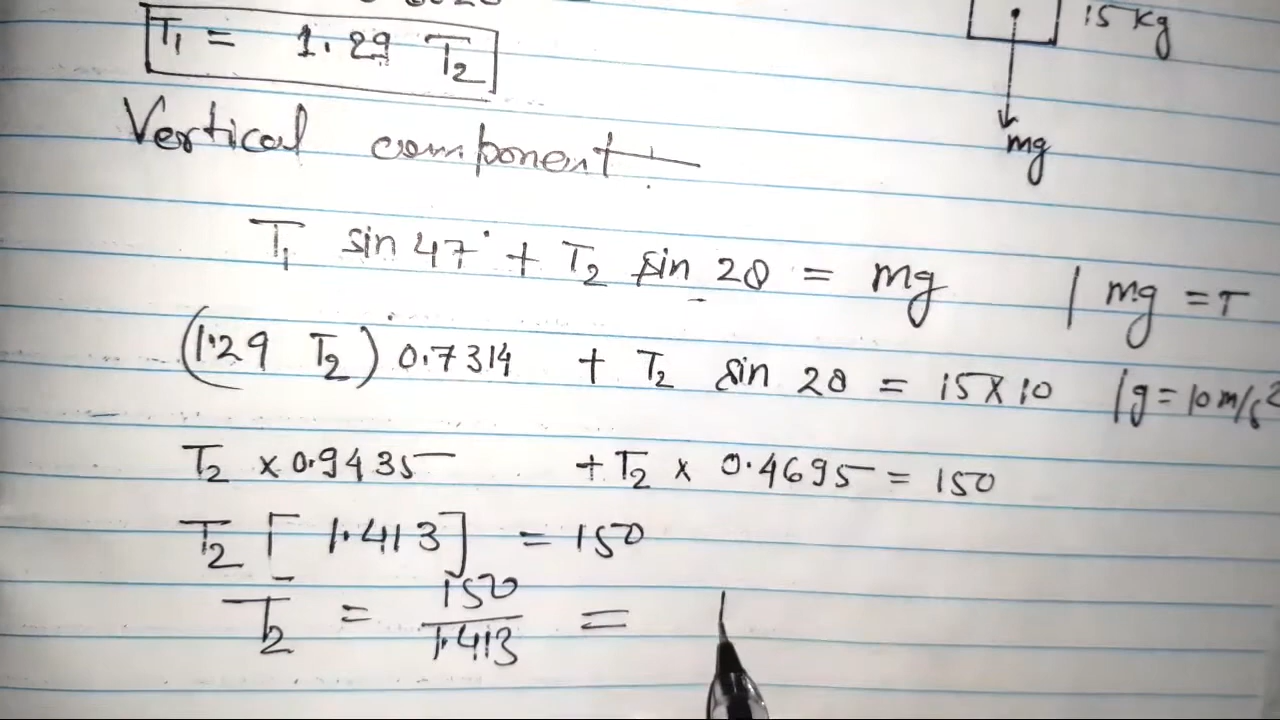 T₁ = 1.29 T₂
15 kg
mg
Vertical component
T₁ sin 47° + T₂ sin 28 = mg | mg = T
(1.29 T₂) 0.7314 + T₂ sin 28 = 15 X 10 | g = 10 m/s²
T₂ x 0.9435 + T₂ x 0.4695 = 150
T₂ [1.413] = 150
T₂ = 150/1.413 =